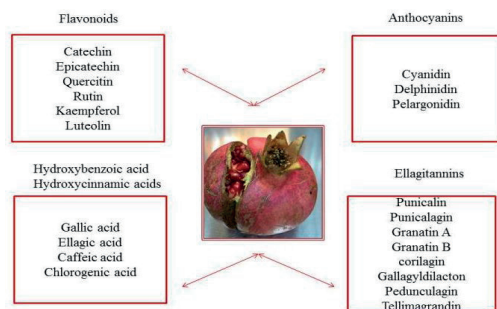 Flavonoids
Catechin
Epicatechin
Quercitin
Rutin
Kaempferol
Luteolin
Anthocyanins
Cyanidin
Delphinidin
Pelargonidin
Hydroxybenzoic acid
Hydroxycinnamic acids
Gallic acid
Ellagic acid
Caffeic acid
Chlorogenic acid
Ellagitannins
Punicalin
Punicalagin
Granatin A
Granatin B
corilagin
Gallagyldilacton
Pedunculagin
Tellimagrandin